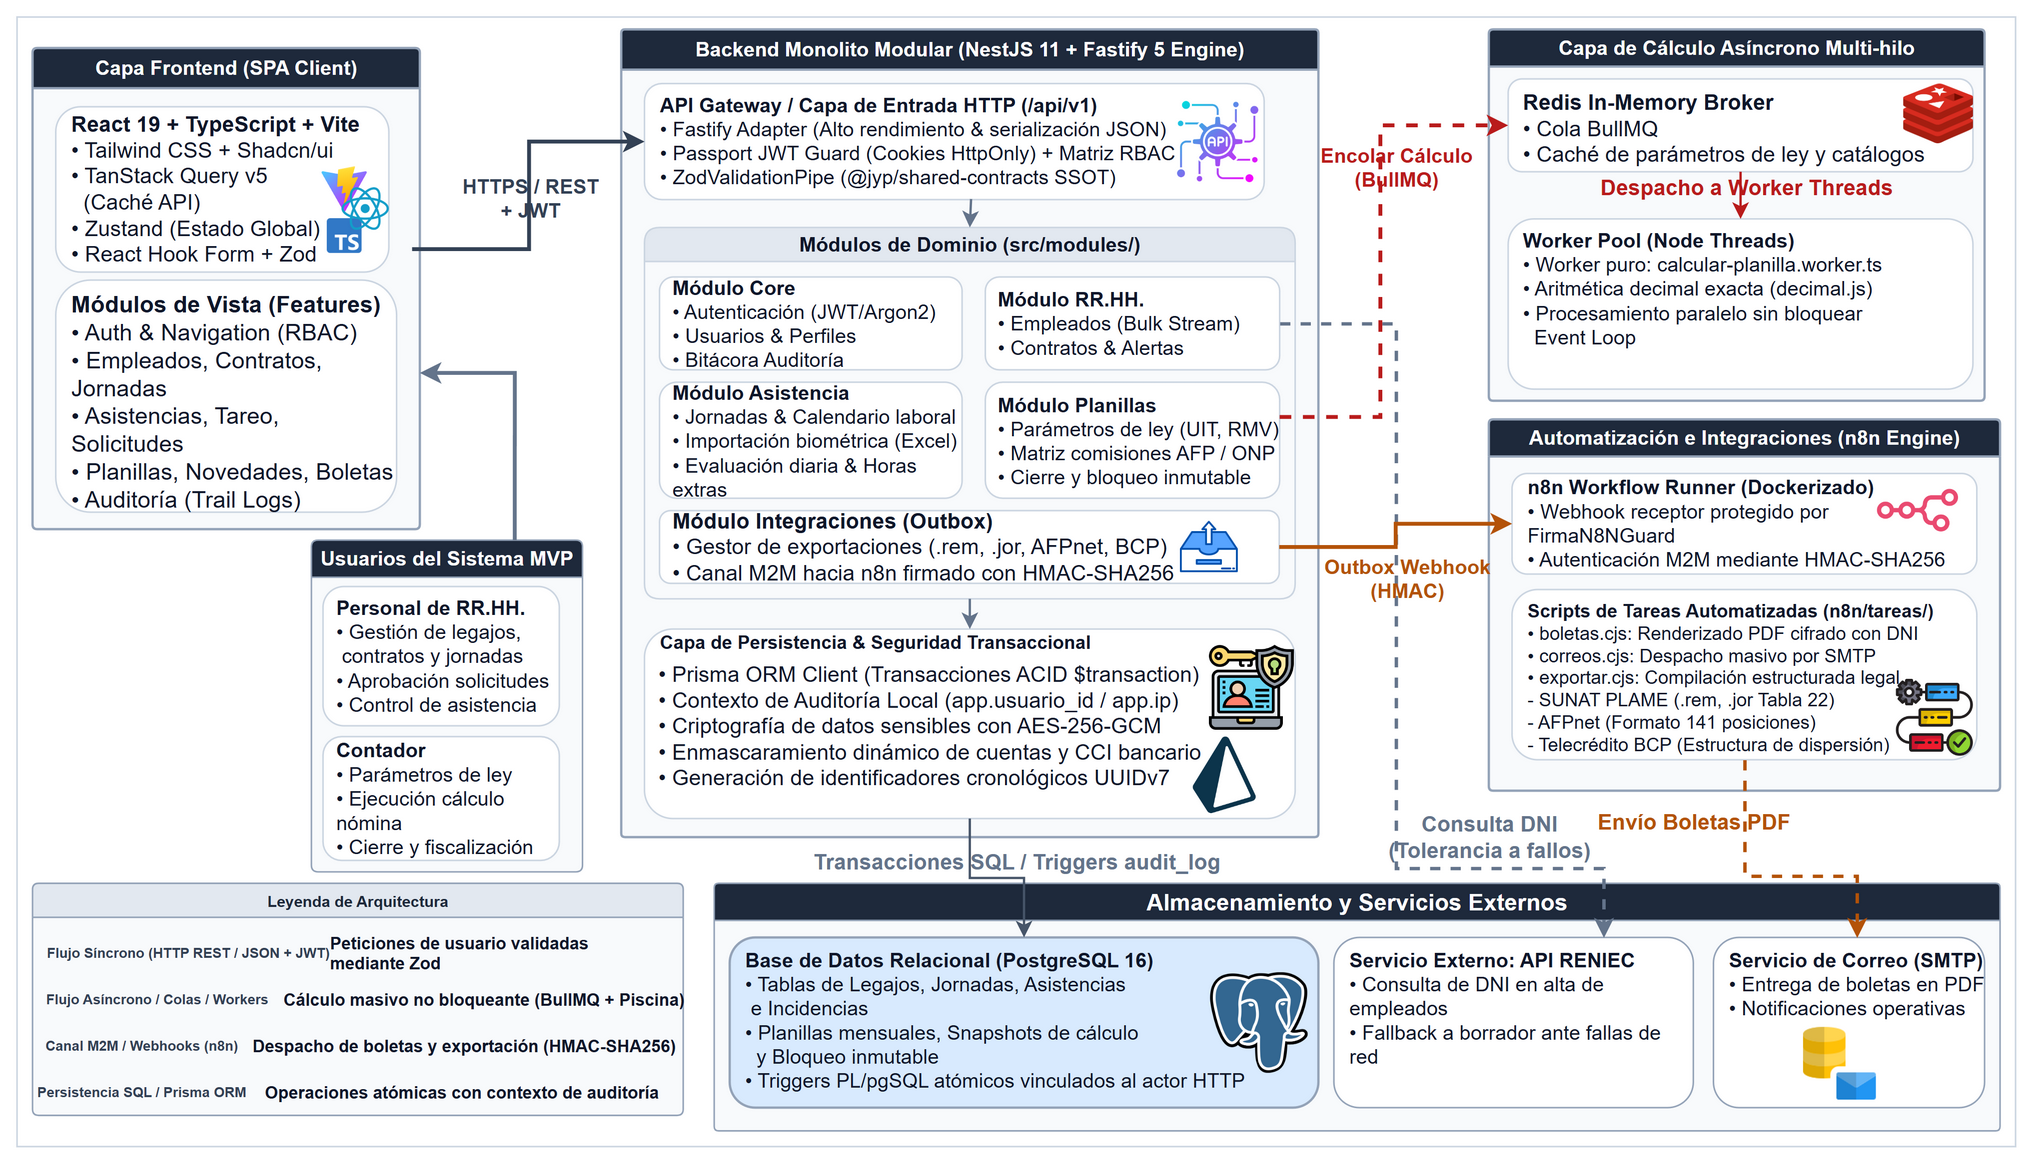 Capa Frontend (SPA Client)
React 19 + TypeScript + Vite
• Tailwind CSS + Shadcn/ui
• TanStack Query v5
(Caché API)
• Zustand (Estado Global)
• React Hook Form + Zod
TS
Módulos de Vista (Features)
• Auth & Navigation (RBAC)
• Empleados, Contratos,
Jornadas
• Asistencias, Tareo,
Solicitudes
• Planillas, Novedades, Boletas
• Auditoría (Trail Logs)
HTTPS / REST
+ JWT
Usuarios del Sistema MVP
Personal de RR.HH.
• Gestión de legajos,
contratos y jornadas
• Aprobación solicitudes
• Control de asistencia
Contador
• Parámetros de ley
• Ejecución cálculo
nómina
• Cierre y fiscalización
Backend Monolito Modular (NestJS 11 + Fastify 5 Engine)
API Gateway / Capa de Entrada HTTP (/api/v1)
• Fastify Adapter (Alto rendimiento & serialización JSON)
• Passport JWT Guard (Cookies HttpOnly) + Matriz RBAC
• ZodValidationPipe (@jyp/shared-contracts SSOT)
API
Módulos de Dominio (src/modules/)
Módulo Core
• Autenticación (JWT/Argon2)
• Usuarios & Perfiles
• Bitácora Auditoría
Módulo RR.HH.
• Empleados (Bulk Stream)
• Contratos & Alertas
Módulo Asistencia
• Jornadas & Calendario laboral
• Importación biométrica (Excel)
• Evaluación diaria & Horas
extras
Módulo Planillas
• Parámetros de ley (UIT, RMV)
• Matriz comisiones AFP / ONP
• Cierre y bloqueo inmutable
Módulo Integraciones (Outbox)
• Gestor de exportaciones (.rem, .jor, AFPnet, BCP)
• Canal M2M hacia n8n firmado con HMAC-SHA256
Capa de Persistencia & Seguridad Transaccional
• Prisma ORM Client (Transacciones ACID $transaction)
• Contexto de Auditoría Local (app.usuario_id / app.ip)
• Criptografía de datos sensibles con AES-256-GCM
• Enmascaramiento dinámico de cuentas y CCI bancario
• Generación de identificadores cronológicos UUIDv7
Encolar Cálculo
(BullMQ)
Outbox Webhook
(HMAC)
Capa de Cálculo Asíncrono Multi-hilo
Redis In-Memory Broker
• Cola BullMQ
• Caché de parámetros de ley y catálogos
Despacho a Worker Threads
Worker Pool (Node Threads)
• Worker puro: calcular-planilla.worker.ts
• Aritmética decimal exacta (decimal.js)
• Procesamiento paralelo sin bloquear
Event Loop
Automatización e Integraciones (n8n Engine)
n8n Workflow Runner (Dockerizado)
• Webhook receptor protegido por
FirmaN8NGuard
• Autenticación M2M mediante HMAC-SHA256
Scripts de Tareas Automatizadas (n8n/tareas/)
• boletas.cjs: Renderizado PDF cifrado con DNI
• correos.cjs: Despacho masivo por SMTP
• exportar.cjs: Compilación estructurada legal
- SUNAT PLAME (.rem, .jor Tabla 22)
- AFPnet (Formato 141 posiciones)
- Telecrédito BCP (Estructura de dispersión)
Transacciones SQL / Triggers audit_log
Consulta DNI
(Tolerancia a fallos)
Envío Boletas PDF
Leyenda de Arquitectura
Flujo Síncrono (HTTP REST / JSON + JWT) Peticiones de usuario validadas
mediante Zod
Flujo Asíncrono / Colas / Workers Cálculo masivo no bloqueante (BullMQ + Piscina)
Canal M2M / Webhooks (n8n) Despacho de boletas y exportación (HMAC-SHA256)
Persistencia SQL / Prisma ORM Operaciones atómicas con contexto de auditoría
Almacenamiento y Servicios Externos
Base de Datos Relacional (PostgreSQL 16)
• Tablas de Legajos, Jornadas, Asistencias
e Incidencias
• Planillas mensuales, Snapshots de cálculo
y Bloqueo inmutable
• Triggers PL/pgSQL atómicos vinculados al actor HTTP
Servicio Externo: API RENIEC
• Consulta de DNI en alta de
empleados
• Fallback a borrador ante fallas de
red
Servicio de Correo (SMTP)
• Entrega de boletas en PDF
• Notificaciones operativas